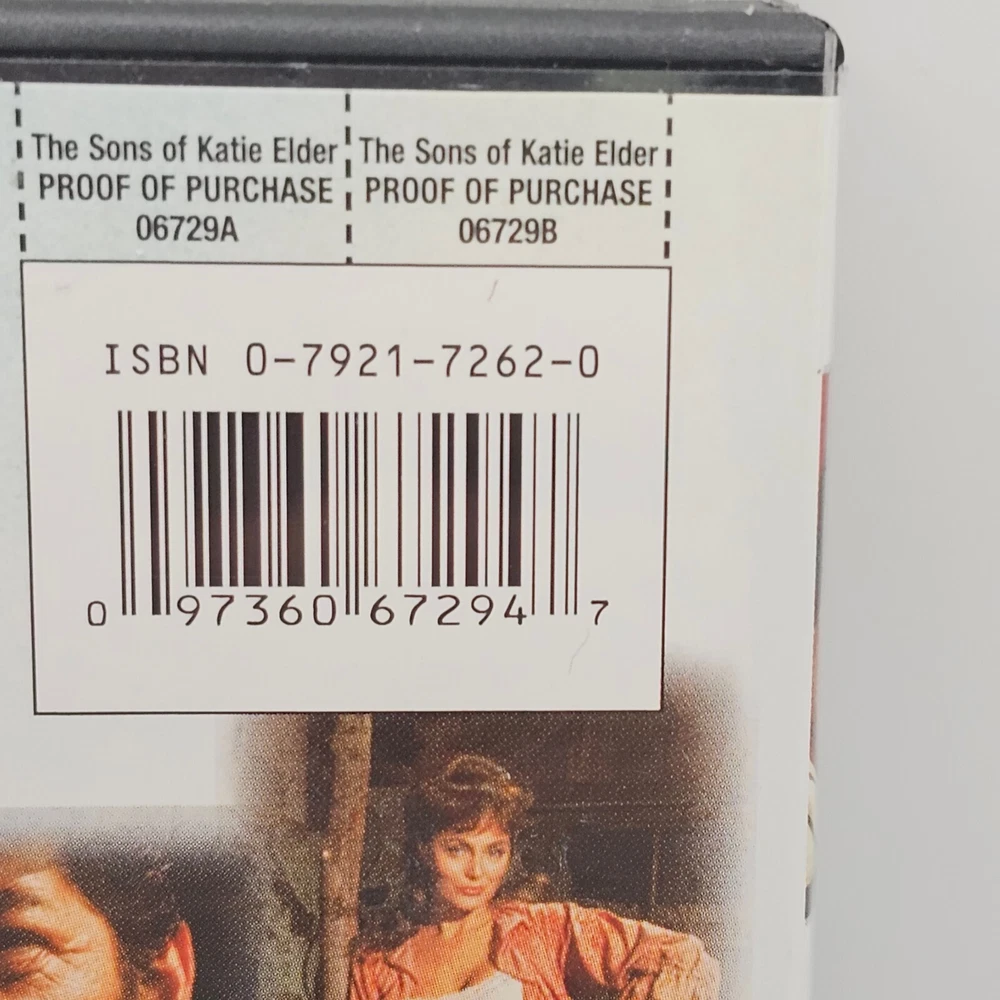 The Sons of Katie Elder
PROOF OF PURCHASE
06729A
The Sons of Katie Elder
PROOF OF PURCHASE
06729B
ISBN 0-7921-7262-0
0 97360 67294 7